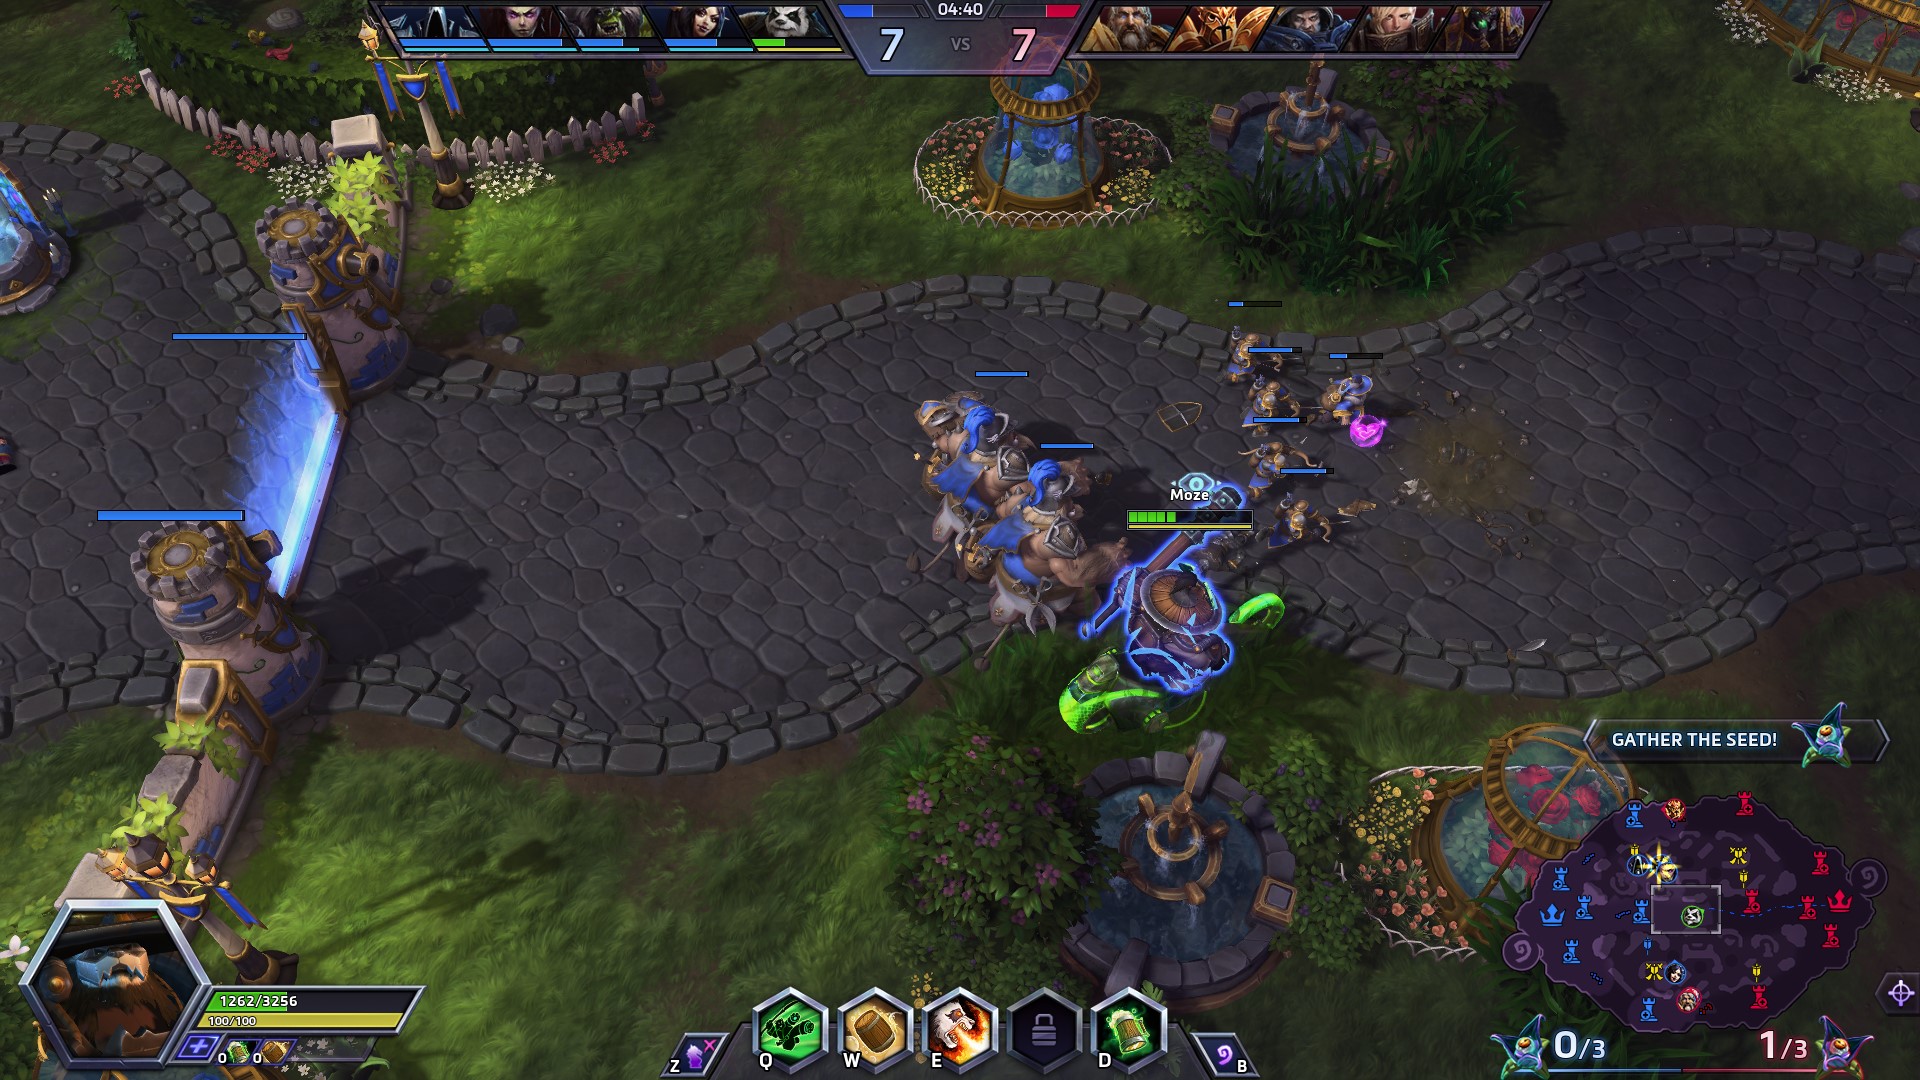 04:40
7 VS 7
Moze
GATHER THE SEED!
1262/3256
100/100
0 0
Z Q W E D B
0/3 1/3